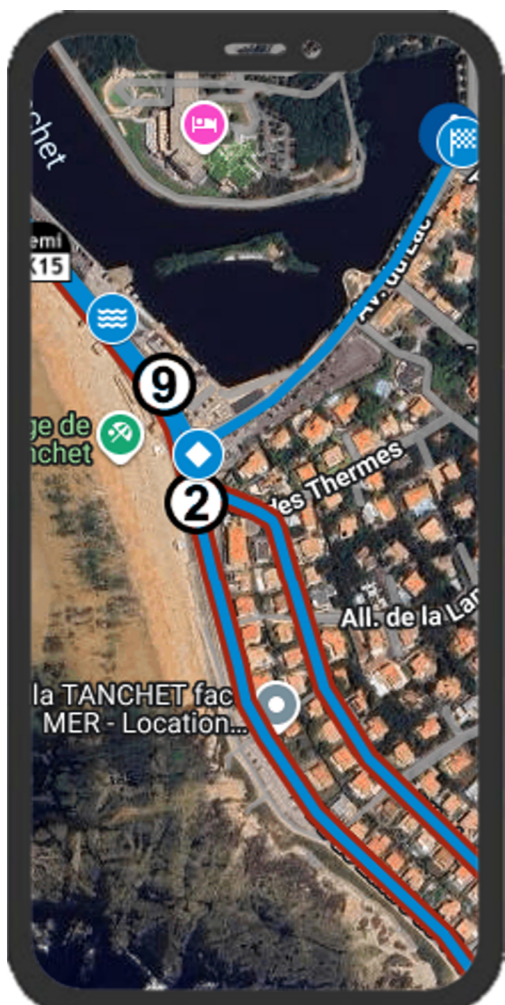 nchet
emi
K15
Av. du Lac
9
ge de
nchet
2
des Thermes
All. de la Lan
la TANCHET fac
MER - Location...